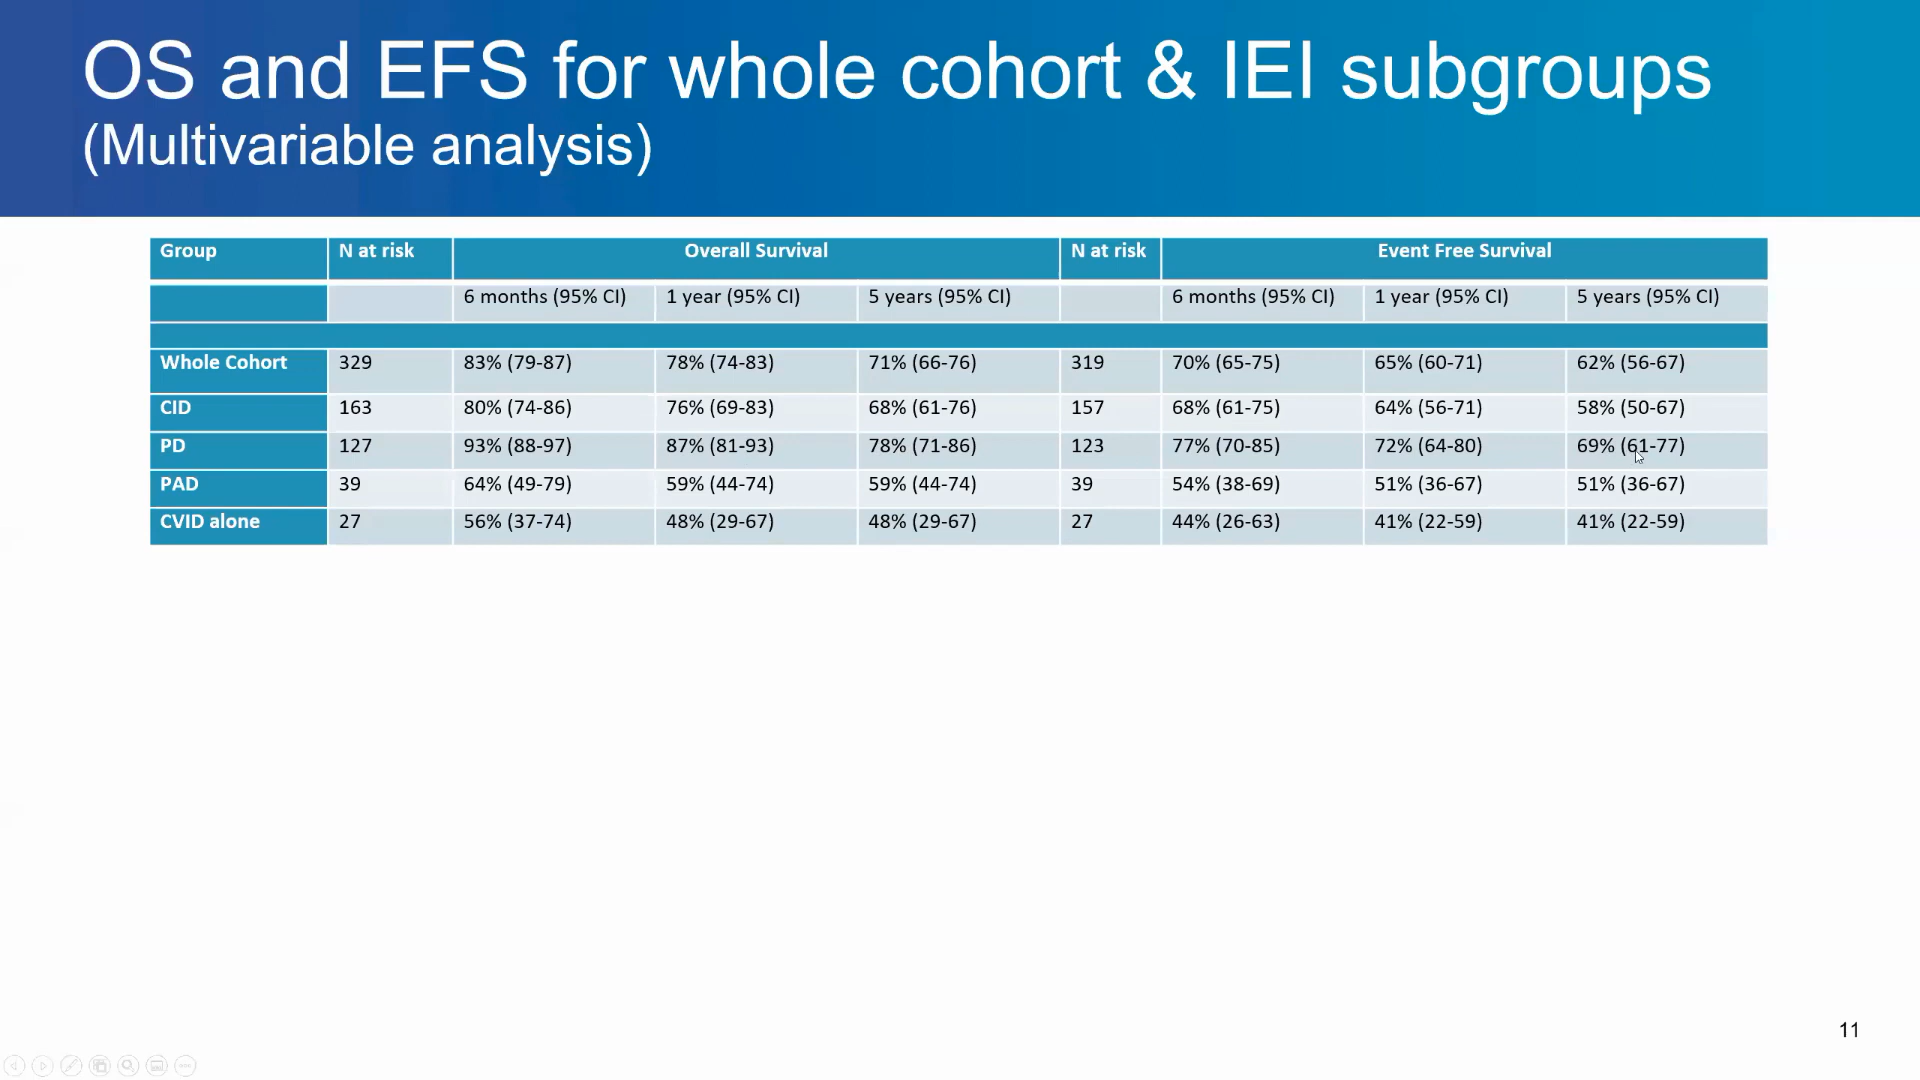 OS and EFS for whole cohort & IEI subgroups
(Multivariable analysis)
Group N at risk Overall Survival N at risk Event Free Survival
6 months (95% CI) 1 year (95% CI) 5 years (95% CI) 6 months (95% CI) 1 year (95% CI) 5 years (95% CI)
Whole Cohort 329 83% (79-87) 78% (74-83) 71% (66-76) 319 70% (65-75) 65% (60-71) 62% (56-67)
CID 163 80% (74-86) 76% (69-83) 68% (61-76) 157 68% (61-75) 64% (56-71) 58% (50-67)
PD 127 93% (88-97) 87% (81-93) 78% (71-86) 123 77% (70-85) 72% (64-80) 69% (61-77)
PAD 39 64% (49-79) 59% (44-74) 59% (44-74) 39 54% (38-69) 51% (36-67) 51% (36-67)
CVID alone 27 56% (37-74) 48% (29-67) 48% (29-67) 27 44% (26-63) 41% (22-59) 41% (22-59)
11